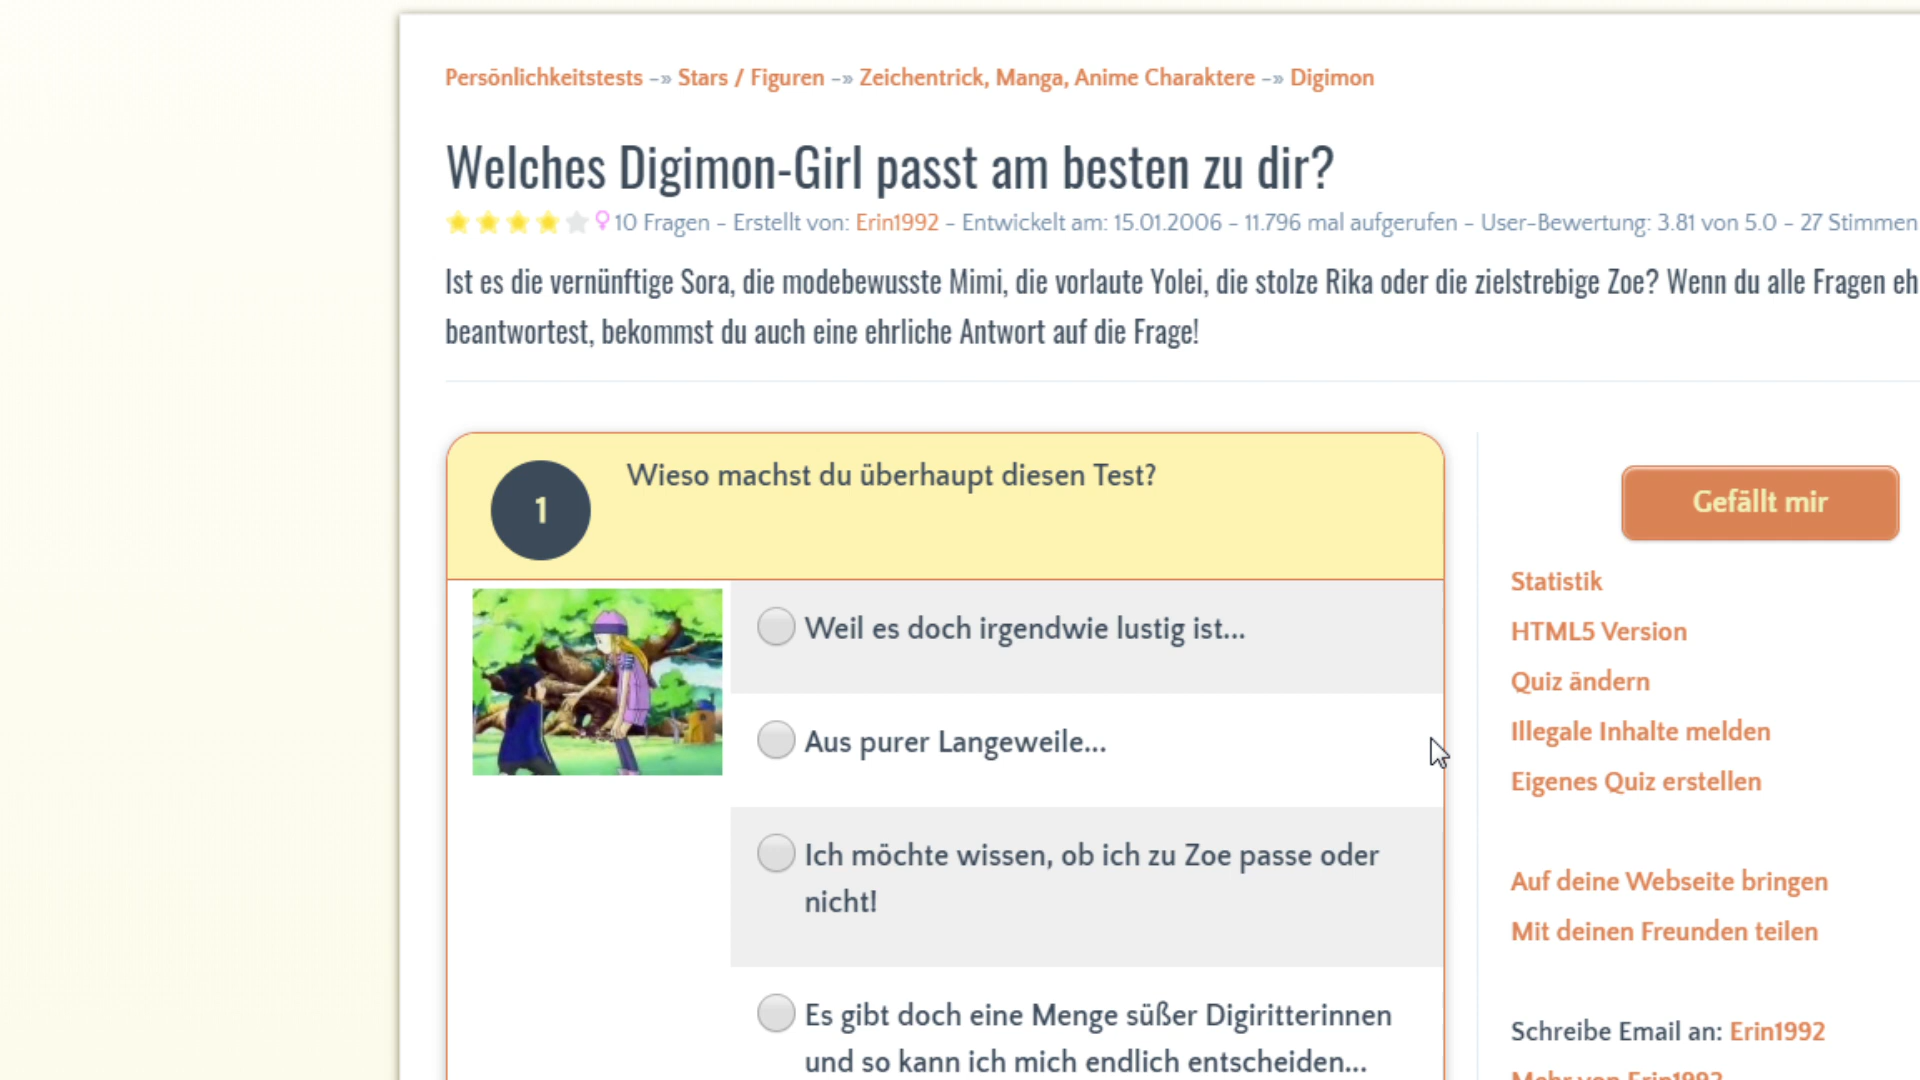 Persönlichkeitstests -» Stars / Figuren -» Zeichentrick, Manga, Anime Charaktere -» Digimon
Welches Digimon-Girl passt am besten zu dir?
10 Fragen - Erstellt von: Erin1992 - Entwickelt am: 15.01.2006 - 11.796 mal aufgerufen - User-Bewertung: 3.81 von 5.0 - 27 Stimmen
Ist es die vernünftige Sora, die modebewusste Mimi, die vorlaute Yolei, die stolze Rika oder die zielstrebige Zoe? Wenn du alle Fragen eh
beantwortest, bekommst du auch eine ehrliche Antwort auf die Frage!
1
Wieso machst du überhaupt diesen Test?
Weil es doch irgendwie lustig ist...
Aus purer Langeweile...
Ich möchte wissen, ob ich zu Zoe passe oder
nicht!
Es gibt doch eine Menge süßer Digiritterinnen
und so kann ich mich endlich entscheiden...
Gefällt mir
Statistik
HTML5 Version
Quiz ändern
Illegale Inhalte melden
Eigenes Quiz erstellen
Auf deine Webseite bringen
Mit deinen Freunden teilen
Schreibe Email an: Erin1992
Mehr von Erin1992